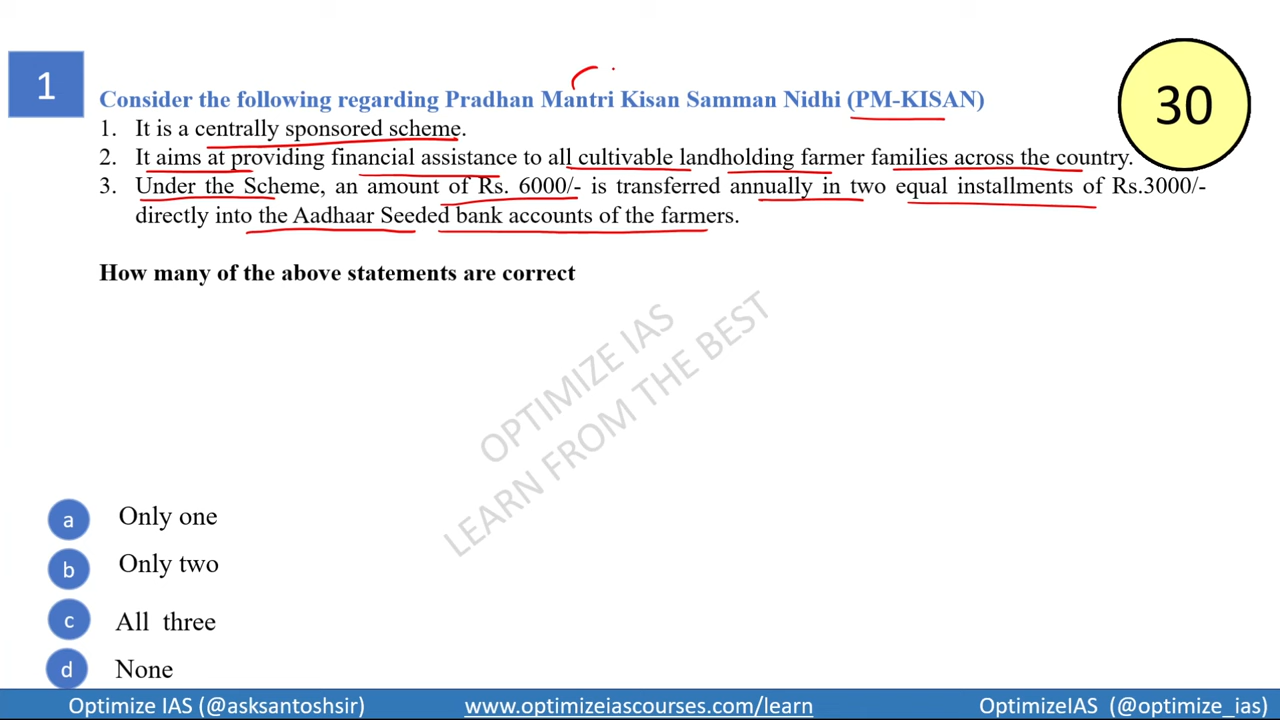 1
30
Consider the following regarding Pradhan Mantri Kisan Samman Nidhi (PM-KISAN)
1. It is a centrally sponsored scheme.
2. It aims at providing financial assistance to all cultivable landholding farmer families across the country.
3. Under the Scheme, an amount of Rs. 6000/- is transferred annually in two equal installments of Rs.3000/-
directly into the Aadhaar Seeded bank accounts of the farmers.
How many of the above statements are correct
OPTIMIZE IAS
LEARN FROM THE BEST
a Only one
b Only two
c All three
d None
Optimize IAS (@asksantoshsir) www.optimizeiascourses.com/learn OptimizeIAS (@optimize_ias)